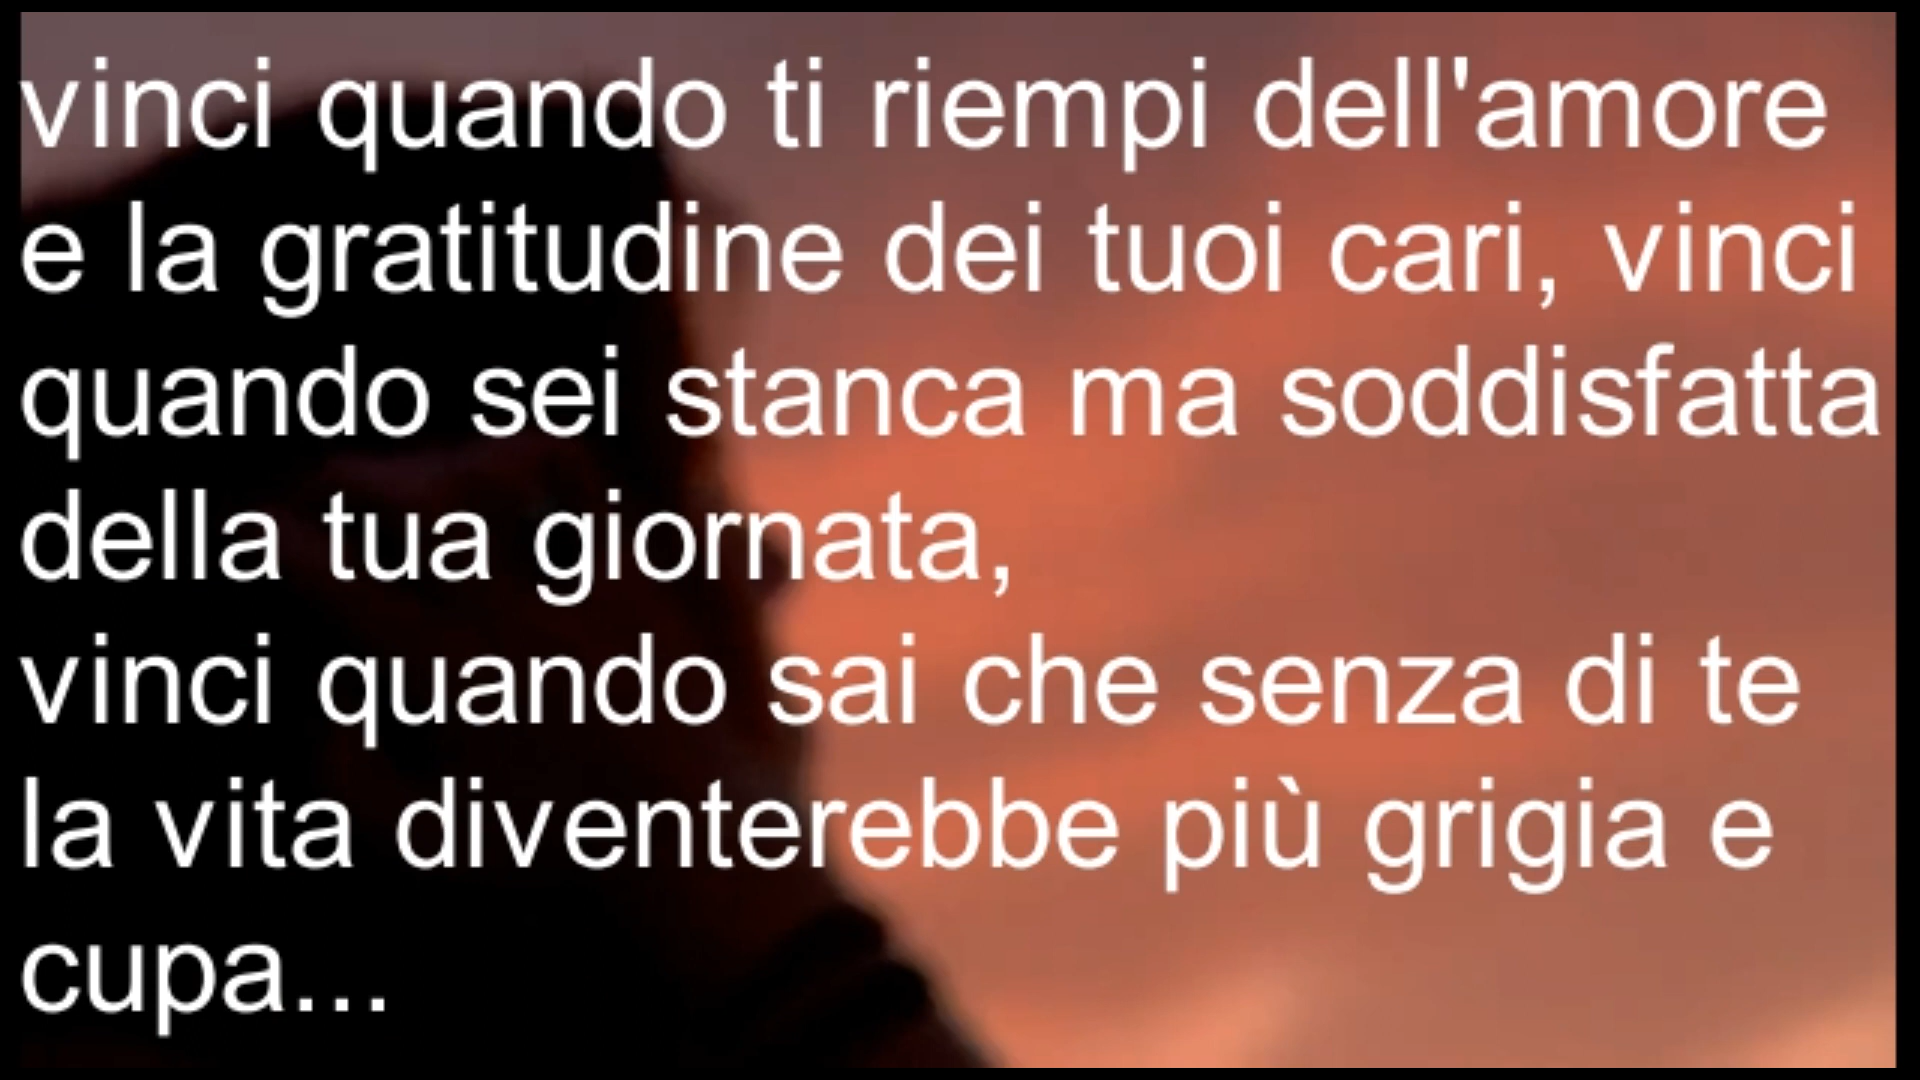 vinci quando ti riempi dell'amore
e la gratitudine dei tuoi cari, vinci
quando sei stanca ma soddisfatta
della tua giornata,
vinci quando sai che senza di te
la vita diventerebbe più grigia e
cupa...